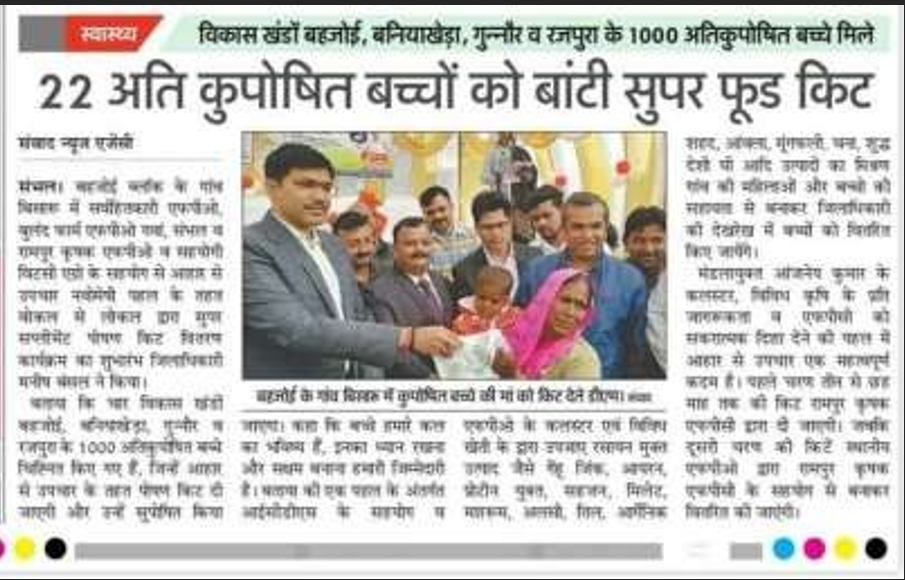 स्वास्थ्य
विकास खंडों बहजोई, बनियाखेड़ा, गुन्नौर व रजपुरा के 1000 अतिकुपोषित बच्चे मिले
22 अति कुपोषित बच्चों को बांटी सुपर फूड किट
संवाद न्यूज एजेंसी
संभल। बहजोई ब्लॉक के गांव
बिसारू में सर्वहितकारी एफपीओ,
बुलंद फार्म एफपीओ गवां, संभल व
रामपुर कृषक एफपीओ व सहयोगी
विटसी एग्रो के सहयोग से आहार से
उपचार नवोमेषी पहल के तहत
वोकल से लोकल द्वारा सुपर
सप्लीमेंट पोषण किट वितरण
कार्यक्रम का शुभारंभ जिलाधिकारी
मनीष बंसल ने किया।
बताया कि चार विकास खंडों
बहजोई, बनियाखेड़ा, गुन्नौर व
रजपुरा के 1000 अतिकुपोषित बच्चे
चिन्हित किए गए हैं, जिन्हें आहार
से उपचार के तहत पोषण किट दी
जाएगी और उन्हें सुपोषित किया
बहजोई के गांव बिसारू में कुपोषित बच्चे की मां को किट देते डीएम।
जाएगा। कहा कि बच्चे हमारे कल
का भविष्य हैं, इनका ध्यान रखना
और सक्षम बनाना हमारी जिम्मेदारी
है। बताया की एक पहल के अंतर्गत
आईसीडीएस के सहयोग व
एफपीओ के कलस्टर एवं विविध
खेती के द्वारा उपजाए रसायन मुक्त
उत्पाद जैसे गेंहू जिंक, आयरन,
प्रोटीन युक्त, सहजन, मिलेट,
मशरूम, अलसी, तिल, आर्गेनिक
शहद, आंवला, मूंगफली, चना, शुद्ध
देशी घी आदि उत्पादों का मिश्रण
गांव की महिलाओं और बच्चों की
सहायता से बनाकर जिलाधिकारी
की देखरेख में बच्चों को वितरित
किए जायेंगे।
मंडलायुक्त आंजनेय कुमार के
कलस्टर, विविध कृषि के प्रति
जागरूकता व एफपीसी को
सकारात्मक दिशा देने की पहल में
आहार से उपचार एक महत्वपूर्ण
कदम है। पहले चरण तीन से छह
माह तक की किट रामपुर कृषक
एफपीसी द्वारा दी जाएगी। जबकि
दूसरी चरण की किटें स्थानीय
एफपीओ द्वारा रामपुर कृषक
एफपीसी के सहयोग से बनाकर
वितरित की जाएंगी।